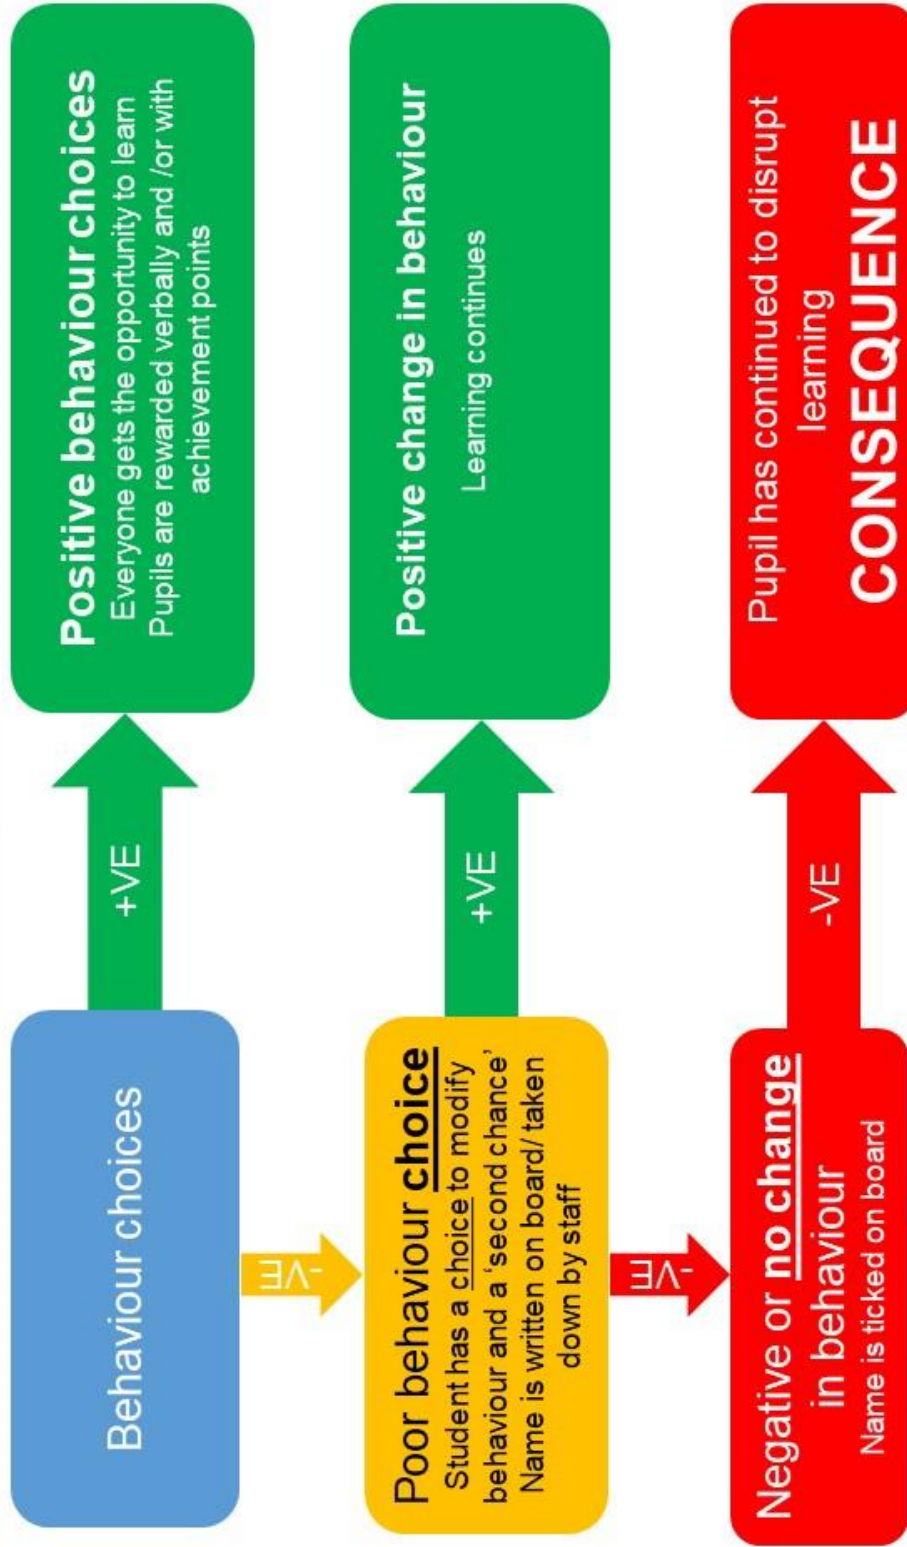 Behaviour choices
+VE
Positive behaviour choices
Everyone gets the opportunity to learn
Pupils are rewarded verbally and /or with
achievement points
-VE
Poor behaviour choice
Student has a choice to modify
behaviour and a ‘second chance’
Name is written on board/ taken
down by staff
+VE
Positive change in behaviour
Learning continues
-VE
Negative or no change
in behaviour
Name is ticked on board
-VE
Pupil has continued to disrupt
learning
CONSEQUENCE